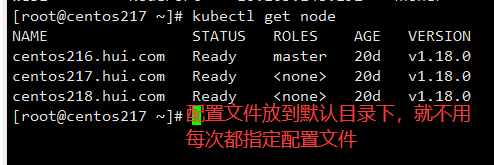 [root@centos217 ~]# kubectl get node
NAME STATUS ROLES AGE VERSION
centos216.hui.com Ready master 20d v1.18.0
centos217.hui.com Ready <none> 20d v1.18.0
centos218.hui.com Ready <none> 20d v1.18.0
[root@centos217 ~]#
配置文件放到默认目录下，就不用
每次都指定配置文件